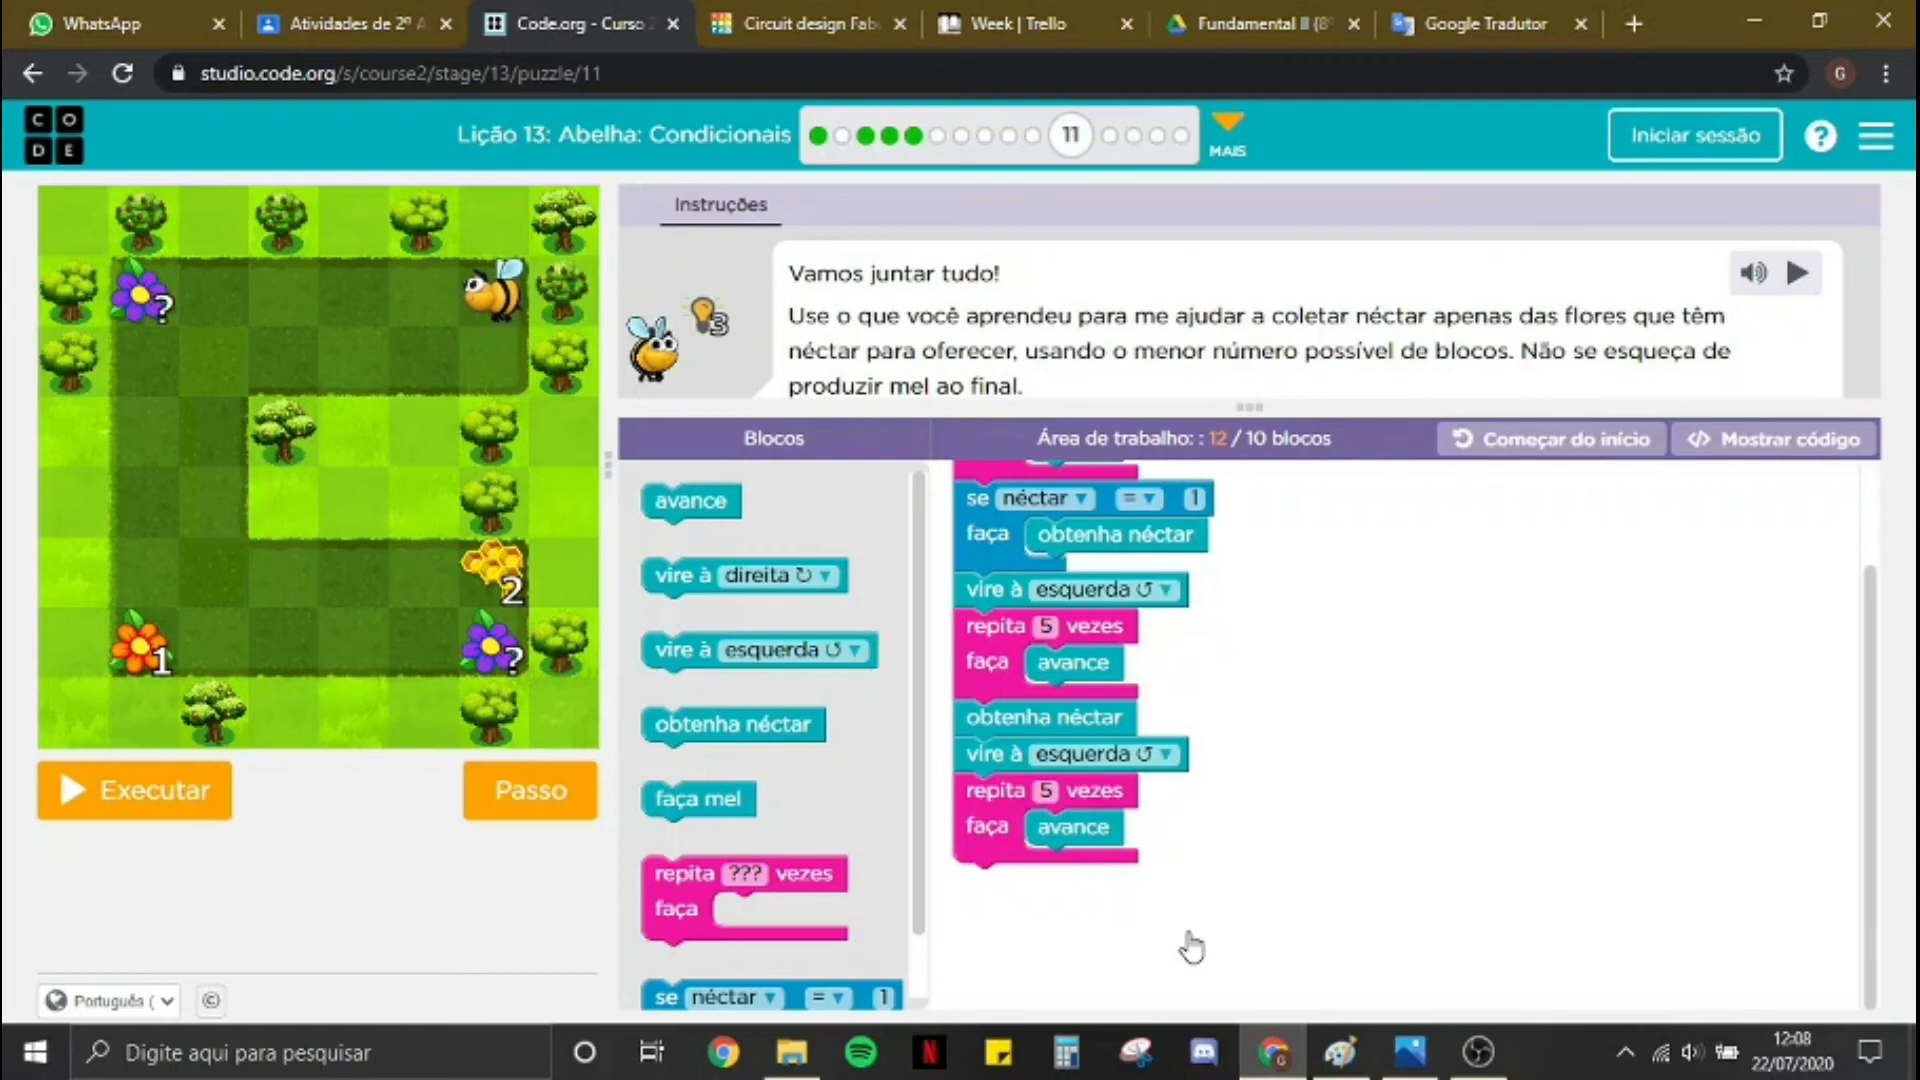 WhatsApp
Atividades de 2º A
Code.org - Curso 2
Circuit design Fab
Week | Trello
Fundamental II (8º
Google Tradutor
studio.code.org/s/course2/stage/13/puzzle/11
G
C O
D E
Lição 13: Abelha: Condicionais
11
MAIS
Iniciar sessão
?
?
1
2
?
Instruções
3
Vamos juntar tudo!
Use o que você aprendeu para me ajudar a coletar néctar apenas das flores que têm
néctar para oferecer, usando o menor número possível de blocos. Não se esqueça de
produzir mel ao final.
Blocos
Área de trabalho: : 12 / 10 blocos
Começar do início
Mostrar código
avance
vire à direita ↻ ▼
vire à esquerda ↺ ▼
obtenha néctar
faça mel
repita ??? vezes
faça
se néctar ▼ = ▼ 1
se néctar ▼ = ▼ 1
faça obtenha néctar
vire à esquerda ↺ ▼
repita 5 vezes
faça avance
obtenha néctar
vire à esquerda ↺ ▼
repita 5 vezes
faça avance
Executar
Passo
Português (
©
Digite aqui para pesquisar
N
G
12:08
22/07/2020